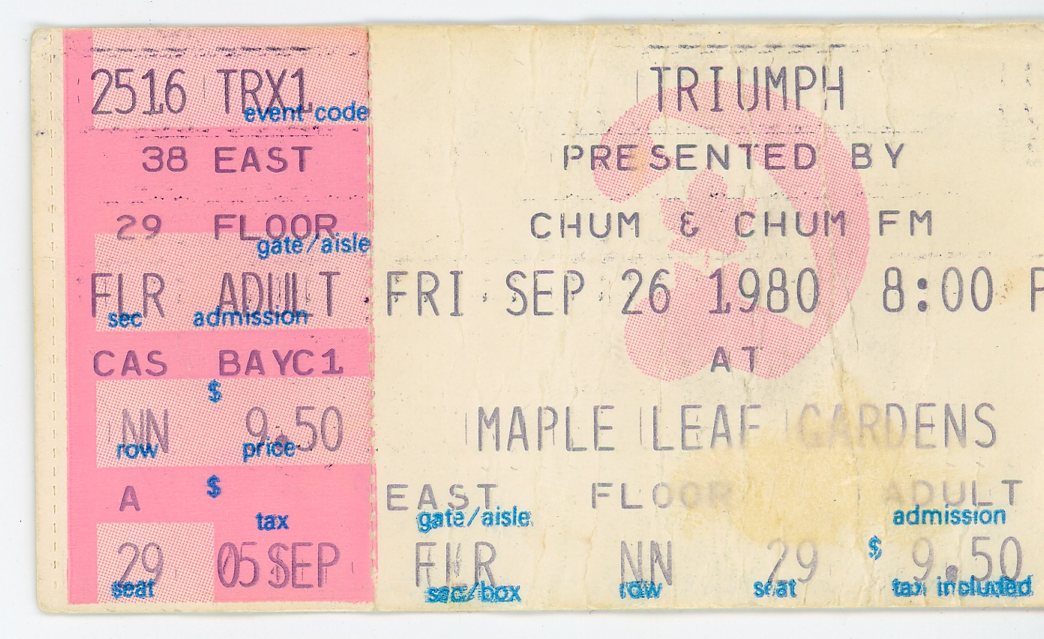 2516 TRX1
event code
38 EAST
29 FLOOR
gate/aisle
FLR ADULT
sec admission
CAS BAYC1
$
NN 9.50
row price
A $
tax
29 05 SEP
seat
TRIUMPH
PRESENTED BY
CHUM & CHUM FM
FRI SEP 26 1980 8:00 P
AT
MAPLE LEAF GARDENS
EAST FLOOR ADULT
gate/aisle admission
FLR NN 29 $ 9.50
sec/box row seat tax included